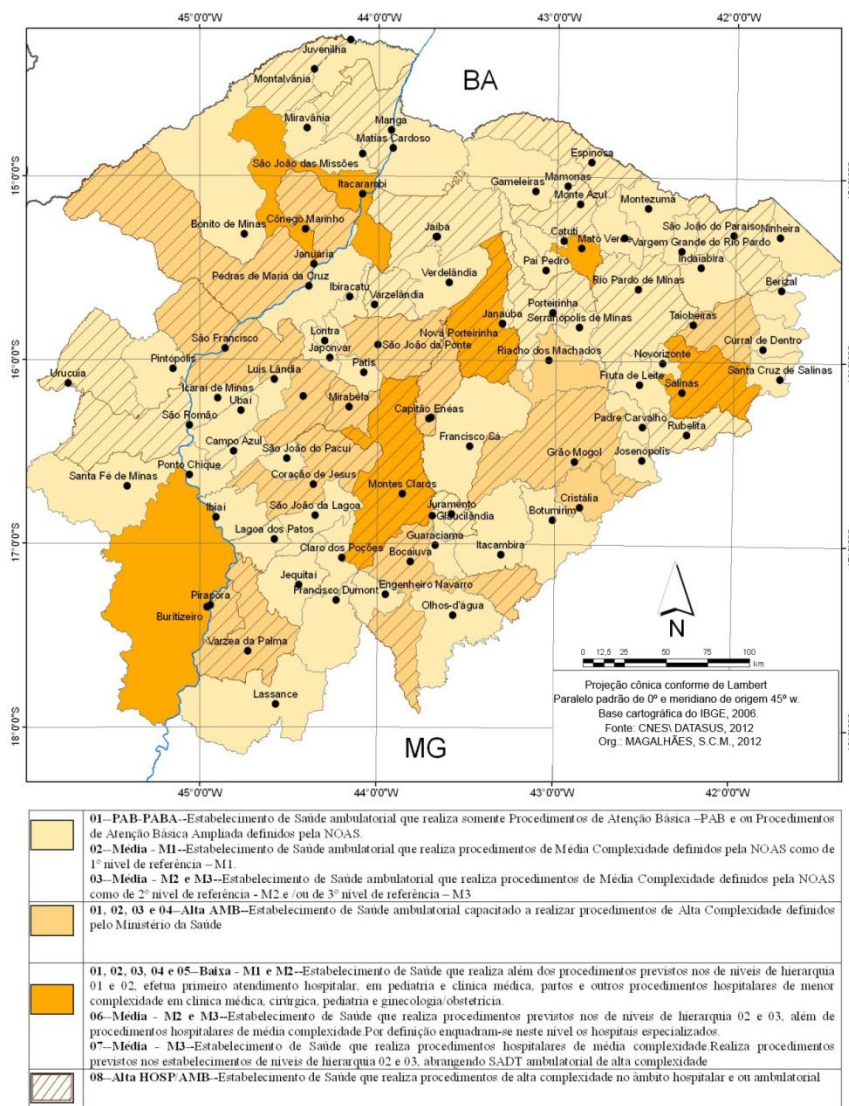 45°0'0"O 44°0'0"O 43°0'0"O 42°0'0"O
Juvenilha
Montalvânia
BA
Miravânia
Manga
Matias Cardoso
Espinosa
15°0'0"S
São João das Missões
Itacarambi
Mamonas
Gameleiras
Monte Azul
Montezuma
Cônego Marinho
Bonito de Minas
Jaíba
Catuti
Mato Verde
São João do Paraiso
Ninheira
Vargem Grande do Rio Pardo
Indaiabira
Januária
Pedras de Maria da Cruz
Verdelândia
Pai Pedro
Ibiracatu
Varzelândia
Rio Pardo de Minas
Berizal
Porteirinha
Janaúba
Serranópolis de Minas
Taiobeiras
São Francisco
Lontra
Nova Porteirinha
Japonvar
São João da Ponte
Riacho dos Machados
Curral de Dentro
16°0'0"S
Pintópolis
Urucuia
Luis Lândia
Patis
Novorizonte
Fruta de Leite
Santa Cruz de Salinas
Icaraí de Minas
Ubaí
Mirabela
Salinas
São Romão
Capitão Enéas
Padre Carvalho
Rubelita
Campo Azul
São João do Pacui
Francisco Sá
Grão Mogol
Josenópolis
Ponto Chique
Santa Fé de Minas
Coração de Jesus
Montes Claros
Cristália
Ibiaí
São João da Lagoa
Juramento
Glaucilândia
Botumirim
17°0'0"S
Lagoa dos Patos
Guaraciama
Claro dos Poções
Bocaiuva
Itacambira
Jequitaí
Francisco Dumont
Engenheiro Navarro
Pirapora
Buritizeiro
Olhos-d'água
N
Varzea da Palma
0 12,5 25 50 75 100
km
Lassance
Projeção cônica conforme de Lambert
Paralelo padrão de 0º e meridiano de origem 45º w.
Base cartográfica do IBGE, 2006.
Fonte: CNES\ DATASUS, 2012
Org.: MAGALHÃES, S.C.M., 2012
18°0'0"S
MG
45°0'0"O 44°0'0"O 43°0'0"O 42°0'0"O
01--PAB-PABA--Estabelecimento de Saúde ambulatorial que realiza somente Procedimentos de Atenção Básica –PAB e ou Procedimentos
de Atenção Básica Ampliada definidos pela NOAS.
02--Média - M1--Estabelecimento de Saúde ambulatorial que realiza procedimentos de Média Complexidade definidos pela NOAS como de
1º nível de referência – M1.
03--Média - M2 e M3--Estabelecimento de Saúde ambulatorial que realiza procedimentos de Média Complexidade definidos pela NOAS
como de 2º nível de referência - M2 e /ou de 3º nível de referência – M3
01, 02, 03 e 04--Alta AMB--Estabelecimento de Saúde ambulatorial capacitado a realizar procedimentos de Alta Complexidade definidos
pelo Ministério da Saúde
01, 02, 03, 04 e 05--Baixa - M1 e M2--Estabelecimento de Saúde que realiza além dos procedimentos previstos nos de níveis de hierarquia
01 e 02, efetua primeiro atendimento hospitalar, em pediatria e clínica médica, partos e outros procedimentos hospitalares de menor
complexidade em clínica médica, cirúrgica, pediatria e ginecologia/obstetrícia.
06--Média - M2 e M3--Estabelecimento de Saúde que realiza procedimentos previstos nos de níveis de hierarquia 02 e 03, além de
procedimentos hospitalares de média complexidade.Por definição enquadram-se neste nível os hospitais especializados.
07--Média - M3--Estabelecimento de Saúde que realiza procedimentos hospitalares de média complexidade.Realiza procedimentos
previstos nos estabelecimentos de níveis de hierarquia 02 e 03, abrangendo SADT ambulatorial de alta complexidade
08--Alta HOSP/AMB--Estabelecimento de Saúde que realiza procedimentos de alta complexidade no âmbito hospitalar e ou ambulatorial